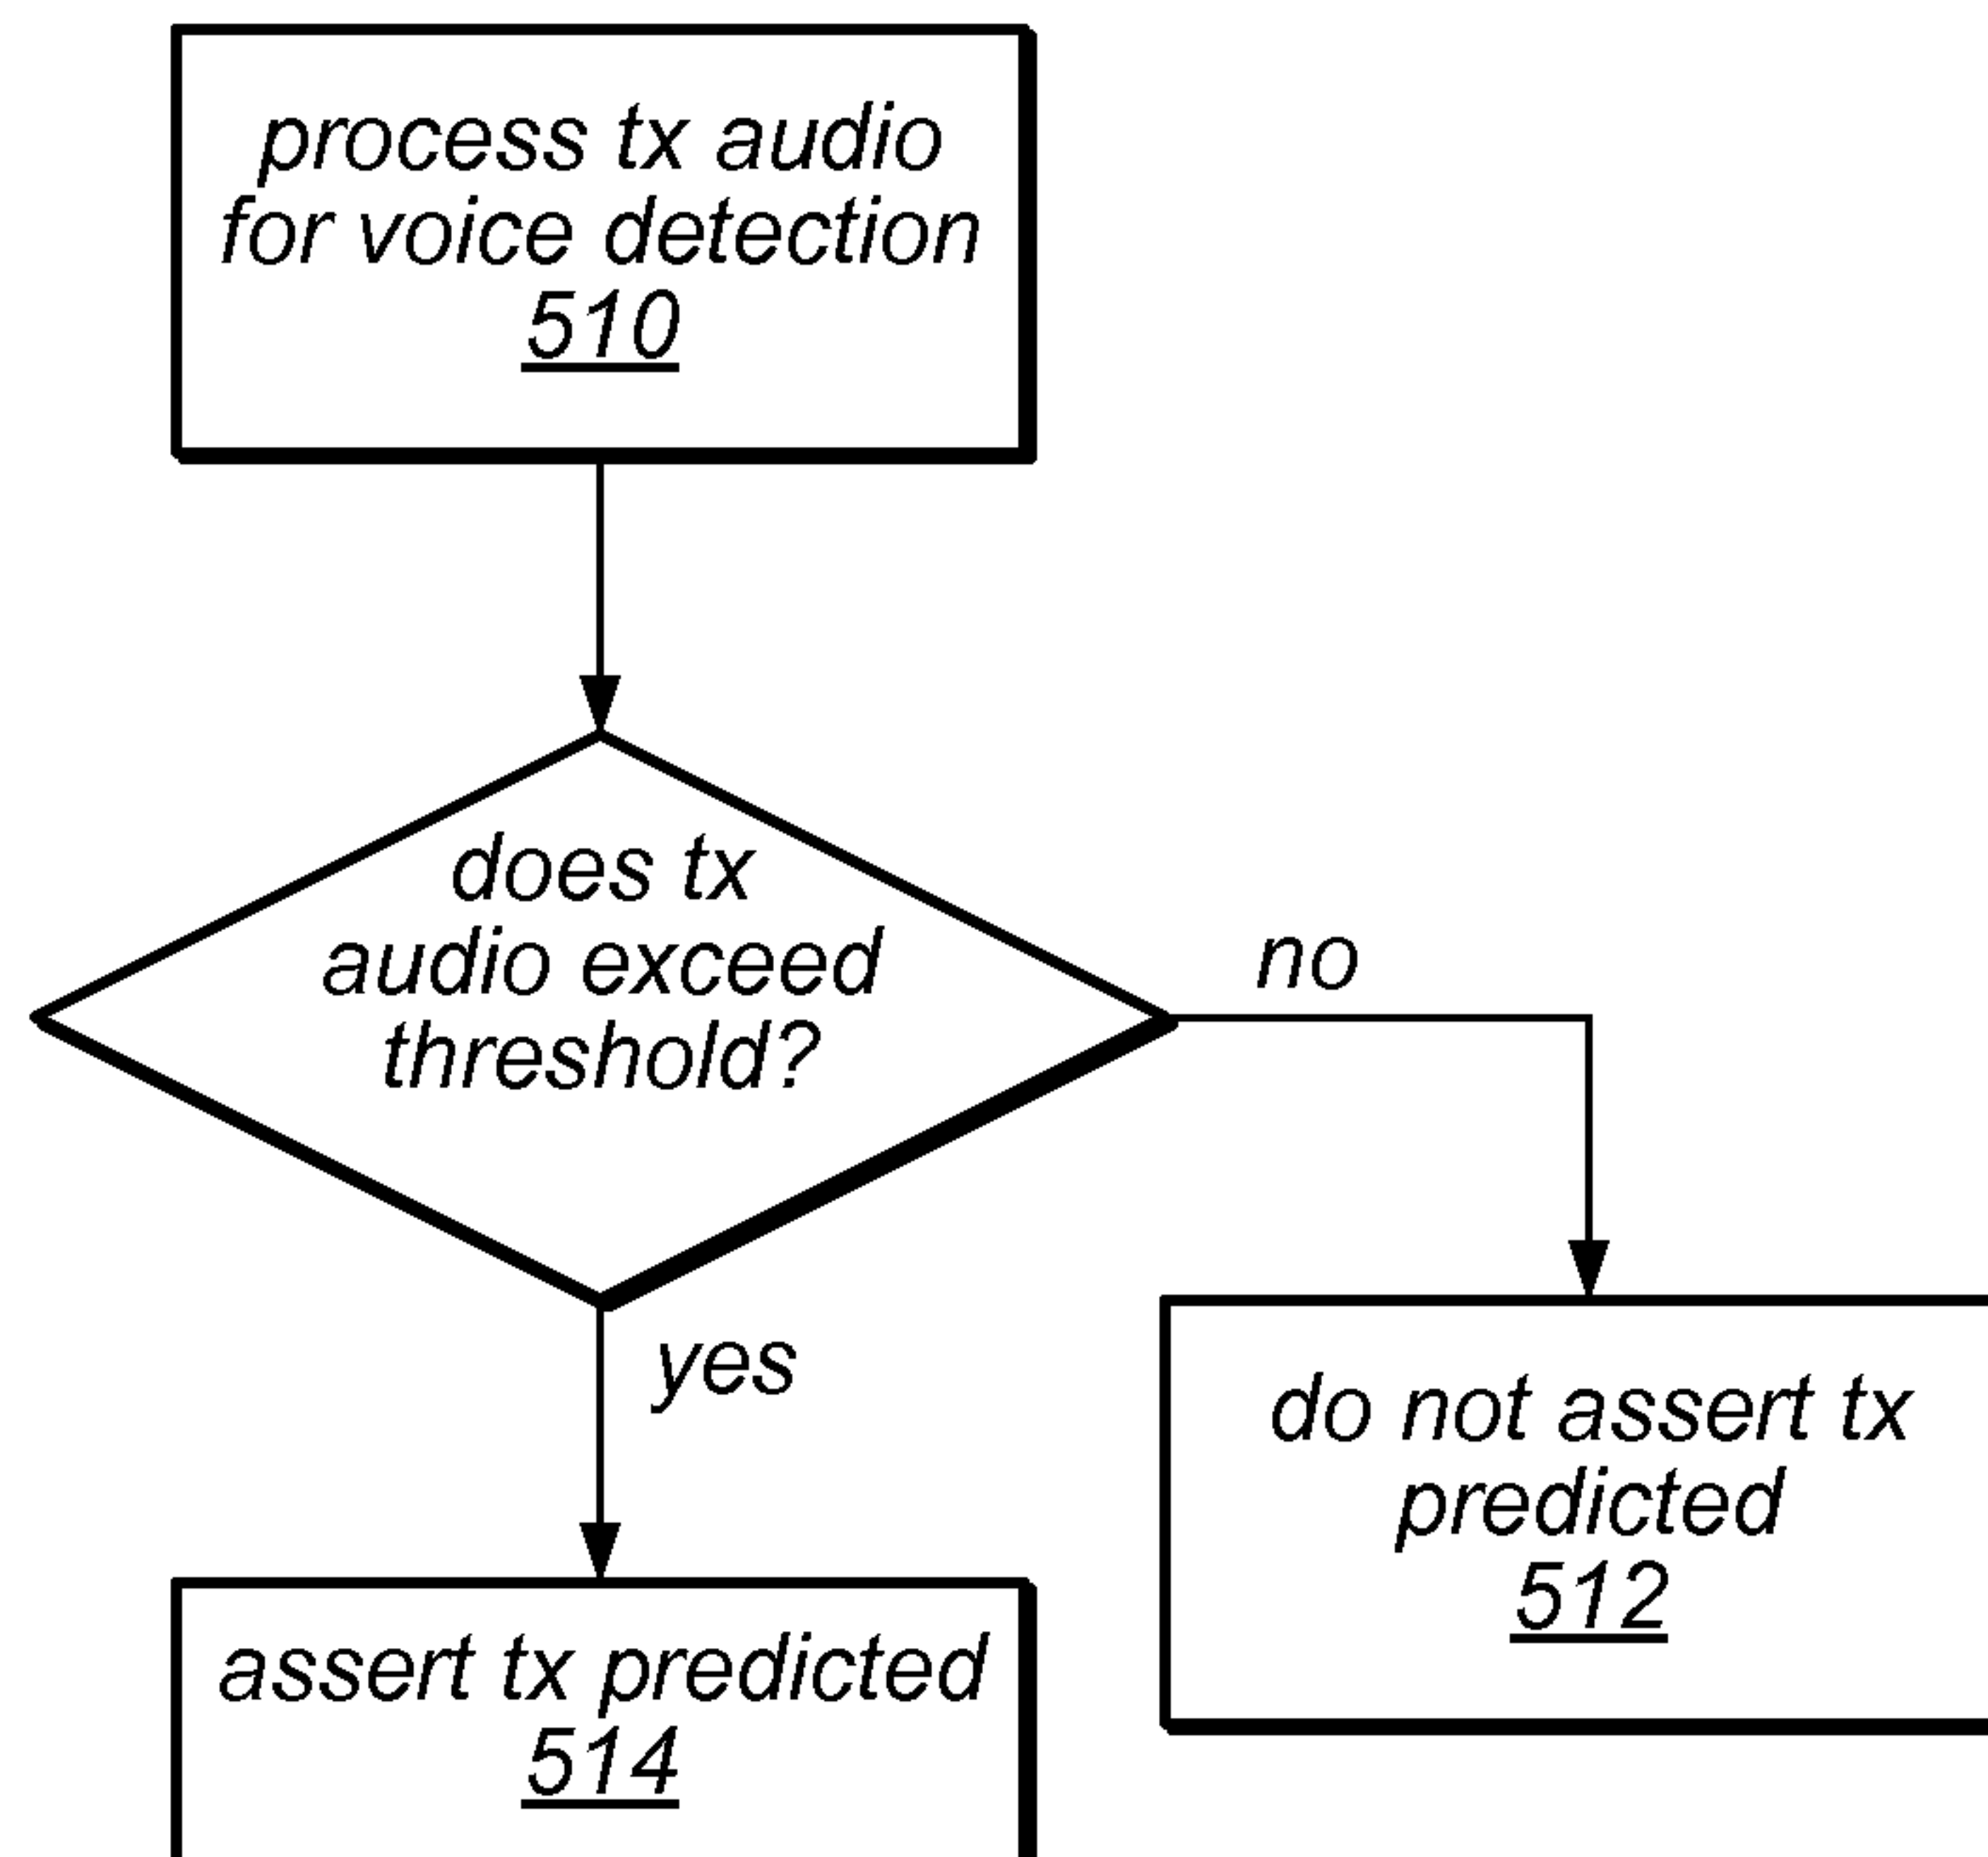 process tx audio
for voice detection
510
does tx
audio exceed
threshold?
no
yes
do not assert tx
predicted
512
assert tx predicted
514